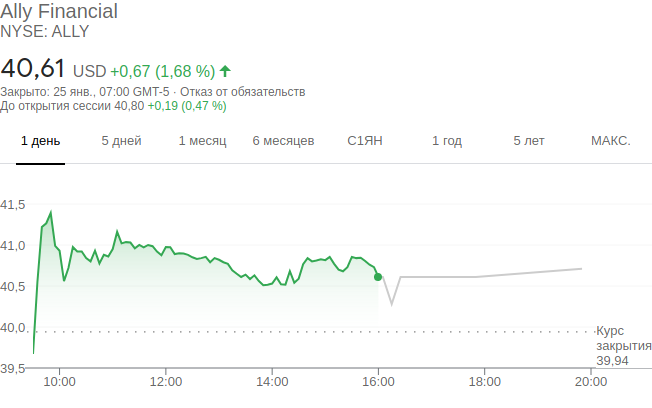 Ally Financial
NYSE: ALLY
40,61 USD +0,67 (1,68 %)
Закрыто: 25 янв., 07:00 GMT-5 · Отказ от обязательств
До открытия сессии 40,80 +0,19 (0,47 %)
1 день 5 дней 1 месяц 6 месяцев С1ЯН 1 год 5 лет МАКС.
41,5
41,0
40,5
40,0
Курс
закрытия
39,94
39,5
10:00 12:00 14:00 16:00 18:00 20:00